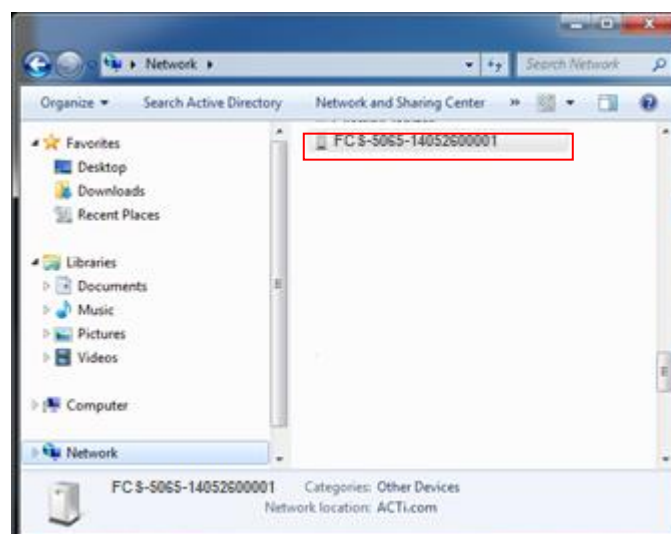 Network
Search Network
Organize
Search Active Directory
Network and Sharing Center
»
FCS-5065-14052600001
Favorites
Desktop
Downloads
Recent Places
Libraries
Documents
Music
Pictures
Videos
Computer
Network
FCS-5065-14052600001 Categories: Other Devices
Network location: ACTi.com